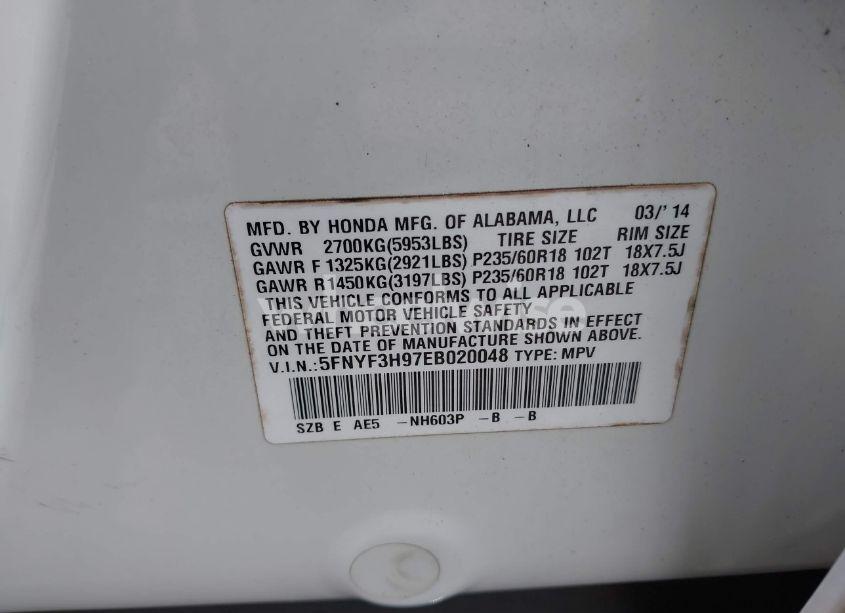 MFD. BY HONDA MFG. OF ALABAMA, LLC 03/' 14
GVWR 2700KG(5953LBS) TIRE SIZE RIM SIZE
GAWR F 1325KG(2921LBS) P235/60R18 102T 18X7.5J
GAWR R1450KG(3197LBS) P235/60R18 102T 18X7.5J
THIS VEHICLE CONFORMS TO ALL APPLICABLE
FEDERAL MOTOR VEHICLE SAFETY
AND THEFT PREVENTION STANDARDS IN EFFECT
ON THE DATE OF MANUFACTURE SHOWN ABOVE.
V.I.N.:5FNYF3H97EB020048 TYPE: MPV
SZB E AE5 -NH603P -B -B